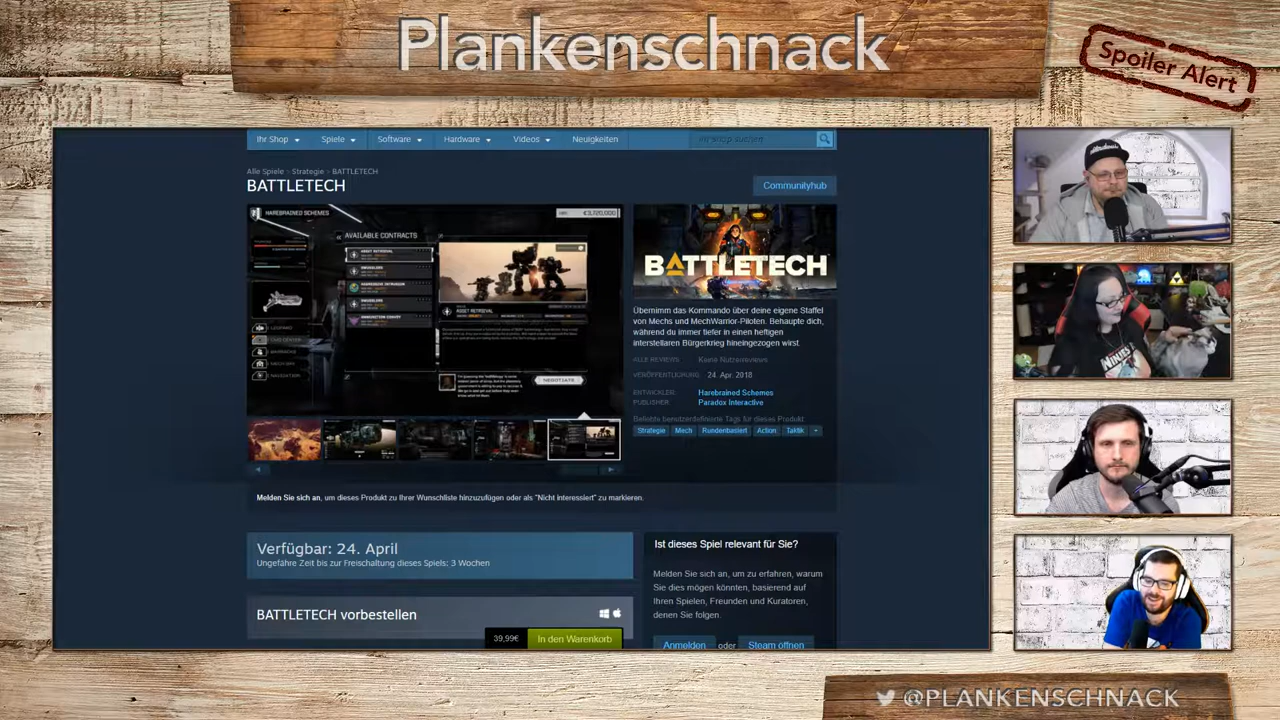 Plankenschnack
Spoiler Alert
Ihr Shop
Spiele
Software
Hardware
Videos
Neuigkeiten
Alle Spiele > Strategie > BATTLETECH
BATTLETECH
Communityhub
HAREBRAINED SCHEMES
AVAILABLE CONTRACTS
ASSET RETRIEVAL
NEGOTIATE
BATTLETECH
Übernimm das Kommando über deine eigene Staffel
von Mechs und MechWarrior-Piloten. Behaupte dich,
während du immer tiefer in einen heftigen
interstellaren Bürgerkrieg hineingezogen wirst.
ALLE REVIEWS: Keine Nutzerreviews
VERÖFFENTLICHUNG: 24. Apr. 2018
ENTWICKLER: Harebrained Schemes
PUBLISHER: Paradox Interactive
Beliebte benutzerdefinierte Tags für dieses Produkt
Strategie Mech Rundenbasiert Action Taktik +
Melden Sie sich an, um dieses Produkt zu Ihrer Wunschliste hinzuzufügen oder als "Nicht interessiert" zu markieren.
Verfügbar: 24. April
Ungefähre Zeit bis zur Freischaltung dieses Spiels: 3 Wochen
BATTLETECH vorbestellen
39,99€ In den Warenkorb
Ist dieses Spiel relevant für Sie?
Melden Sie sich an, um zu erfahren, warum
Sie dies mögen könnten, basierend auf
Ihren Spielen, Freunden und Kuratoren,
denen Sie folgen.
Anmelden oder Steam öffnen
@PLANKENSCHNACK